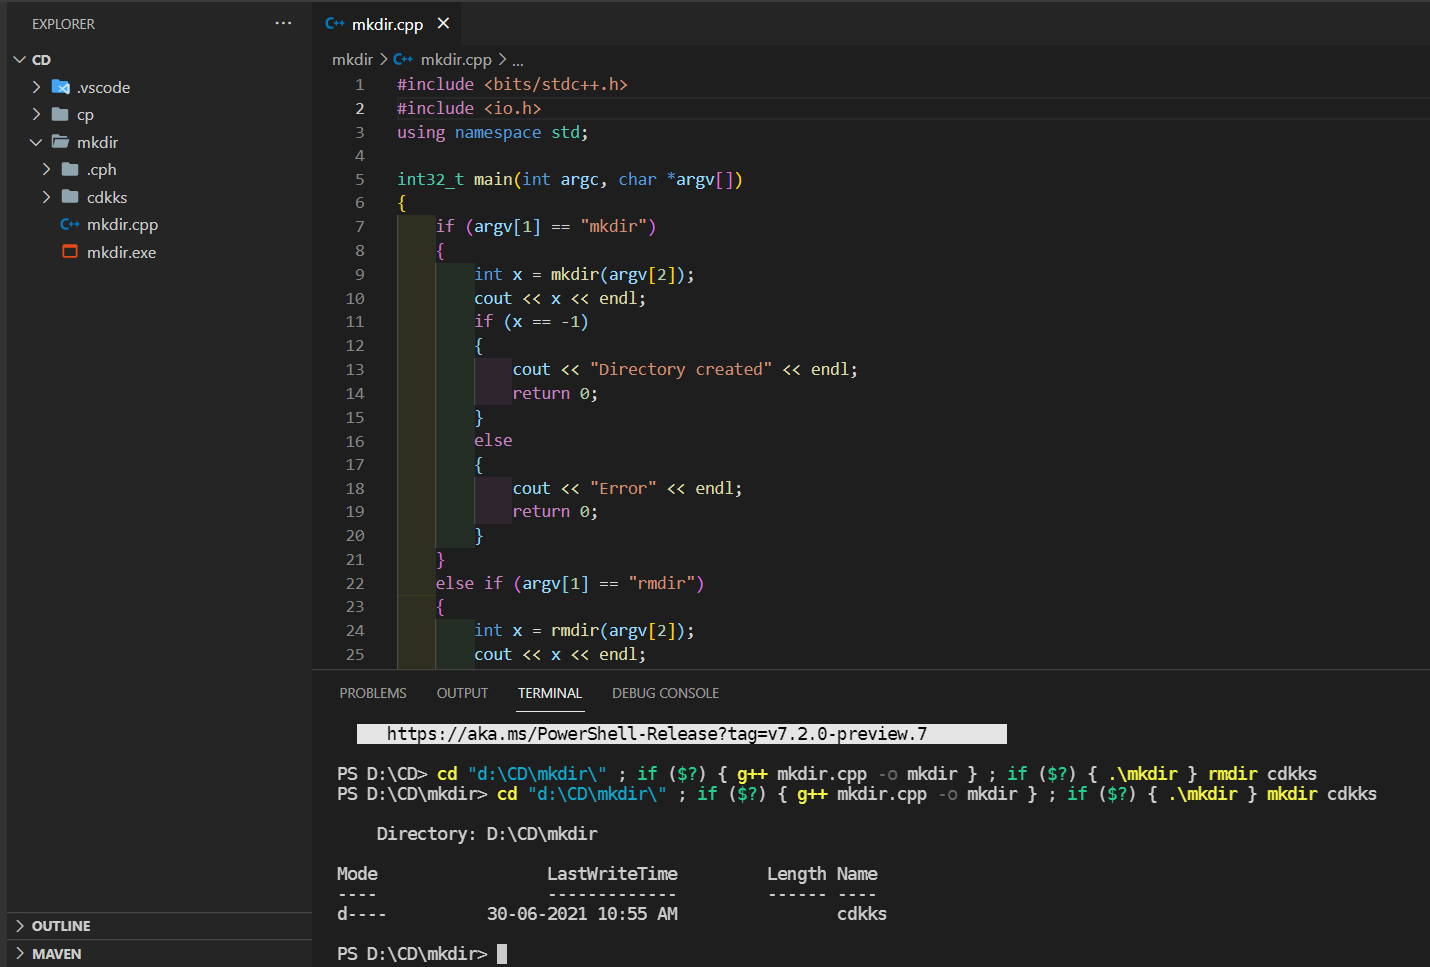 EXPLORER ...
CD
.vscode
cp
mkdir
.cph
cdkks
mkdir.cpp
mkdir.exe
OUTLINE
MAVEN
C++ mkdir.cpp ×
mkdir > C++ mkdir.cpp > ...
1 #include <bits/stdc++.h>
2 #include <io.h>
3 using namespace std;
4
5 int32_t main(int argc, char *argv[])
6 {
7 if (argv[1] == "mkdir")
8 {
9 int x = mkdir(argv[2]);
10 cout << x << endl;
11 if (x == -1)
12 {
13 cout << "Directory created" << endl;
14 return 0;
15 }
16 else
17 {
18 cout << "Error" << endl;
19 return 0;
20 }
21 }
22 else if (argv[1] == "rmdir")
23 {
24 int x = rmdir(argv[2]);
25 cout << x << endl;
PROBLEMS OUTPUT TERMINAL DEBUG CONSOLE
https://aka.ms/PowerShell-Release?tag=v7.2.0-preview.7
PS D:\CD> cd "d:\CD\mkdir\" ; if ($?) { g++ mkdir.cpp -o mkdir } ; if ($?) { .\mkdir } rmdir cdkks
PS D:\CD\mkdir> cd "d:\CD\mkdir\" ; if ($?) { g++ mkdir.cpp -o mkdir } ; if ($?) { .\mkdir } mkdir cdkks
Directory: D:\CD\mkdir
Mode LastWriteTime Length Name
---- ------------- ------ ----
d---- 30-06-2021 10:55 AM cdkks
PS D:\CD\mkdir>